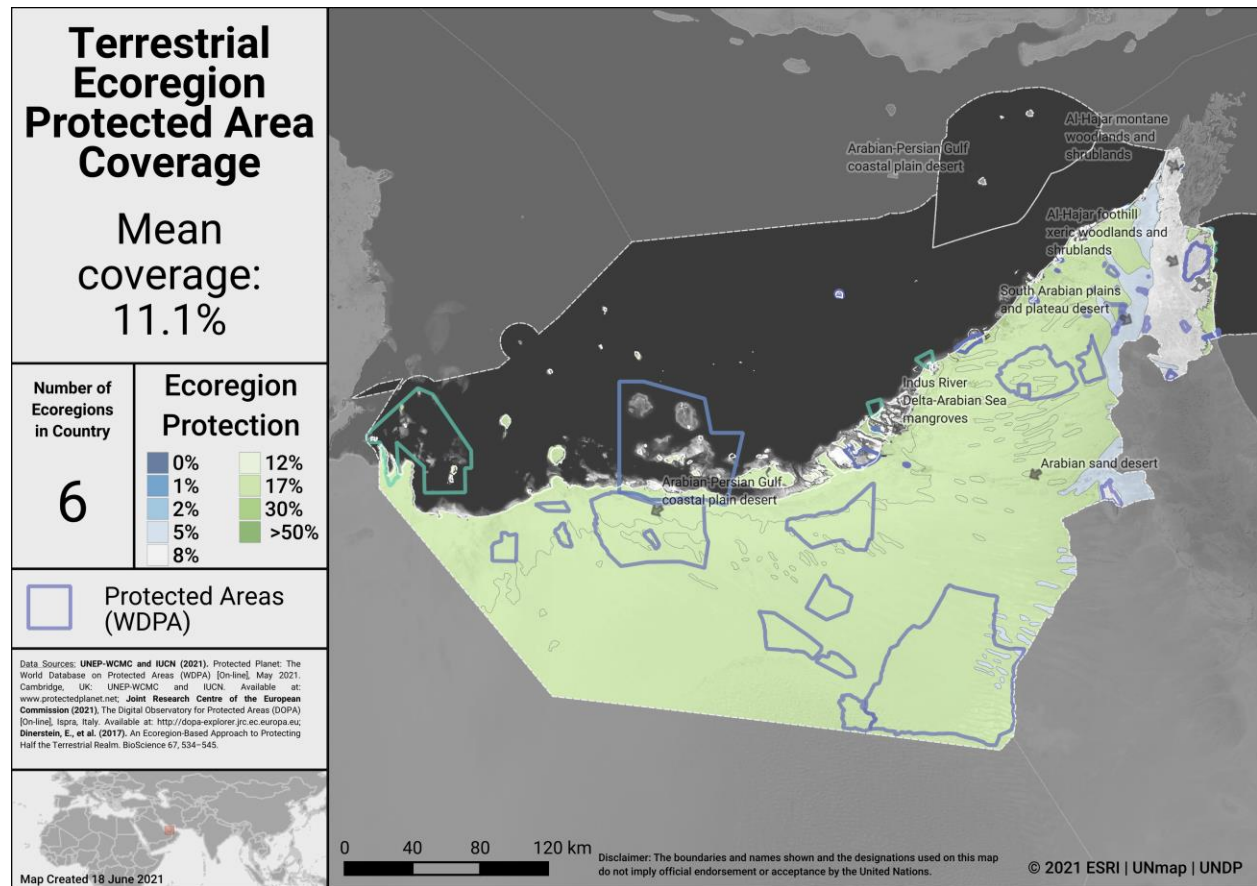 Terrestrial
Ecoregion
Protected Area
Coverage
Mean
coverage:
11.1%
Number of
Ecoregions
in Country
6
Ecoregion
Protection
0%
1%
2%
5%
8%
12%
17%
30%
>50%
Protected Areas
(WDPA)
Data Sources: UNEP-WCMC and IUCN (2021). Protected Planet: The
World Database on Protected Areas (WDPA) [On-line], May 2021.
Cambridge, UK: UNEP-WCMC and IUCN. Available at:
www.protectedplanet.net; Joint Research Centre of the European
Commission (2021), The Digital Observatory for Protected Areas (DOPA)
[On-line], Ispra, Italy. Available at: http://dopa-explorer.jrc.ec.europa.eu;
Dinerstein, E., et al. (2017). An Ecoregion-Based Approach to Protecting
Half the Terrestrial Realm. BioScience 67, 534–545.
Map Created 18 June 2021
Al-Hajar montane
woodlands and
shrublands
Arabian-Persian Gulf
coastal plain desert
Al-Hajar foothill
xeric woodlands and
shrublands
South Arabian plains
and plateau desert
Indus River
Delta-Arabian Sea
mangroves
Arabian sand desert
Arabian-Persian Gulf
coastal plain desert
0 40 80 120 km
Disclaimer: The boundaries and names shown and the designations used on this map
do not imply official endorsement or acceptance by the United Nations.
© 2021 ESRI | UNmap | UNDP